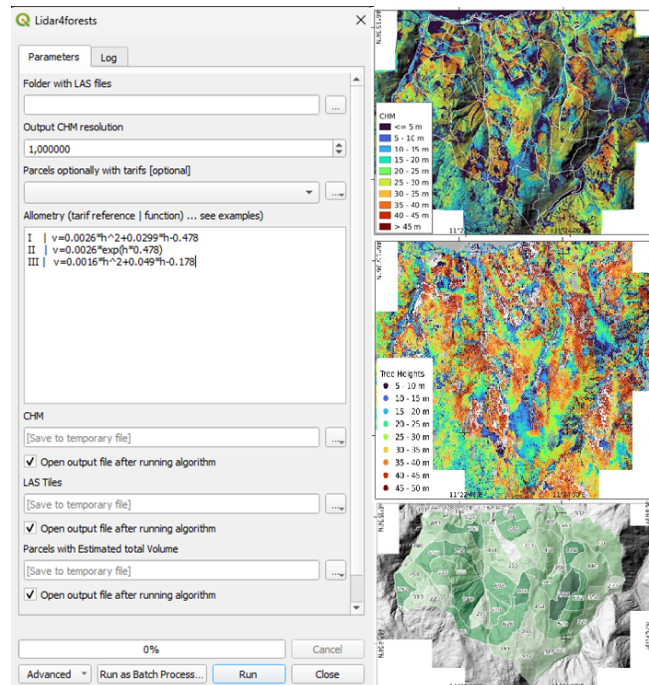 Lidar4forests
Parameters
Log
Folder with LAS files
...
Output CHM resolution
1,000000
Parcels optionally with tarifs [optional]
...
Allometry (tarif reference | function) ... see examples)
I | v=0.0026*h^2+0.0299*h-0.478
II | v=0.0026*exp(h*0.478)
III | v=0.0016*h^2+0.049*h-0.178
CHM
[Save to temporary file]
...
Open output file after running algorithm
LAS Tiles
[Save to temporary file]
...
Open output file after running algorithm
Parcels with Estimated total Volume
[Save to temporary file]
...
Open output file after running algorithm
0%
Cancel
Advanced
Run as Batch Process...
Run
Close
CHM
<= 5 m
5 - 10 m
10 - 15 m
15 - 20 m
20 - 25 m
25 - 30 m
30 - 35 m
35 - 40 m
40 - 45 m
> 45 m
Tree Heights
5 - 10 m
10 - 15 m
15 - 20 m
20 - 25 m
25 - 30 m
30 - 35 m
35 - 40 m
40 - 45 m
45 - 50 m